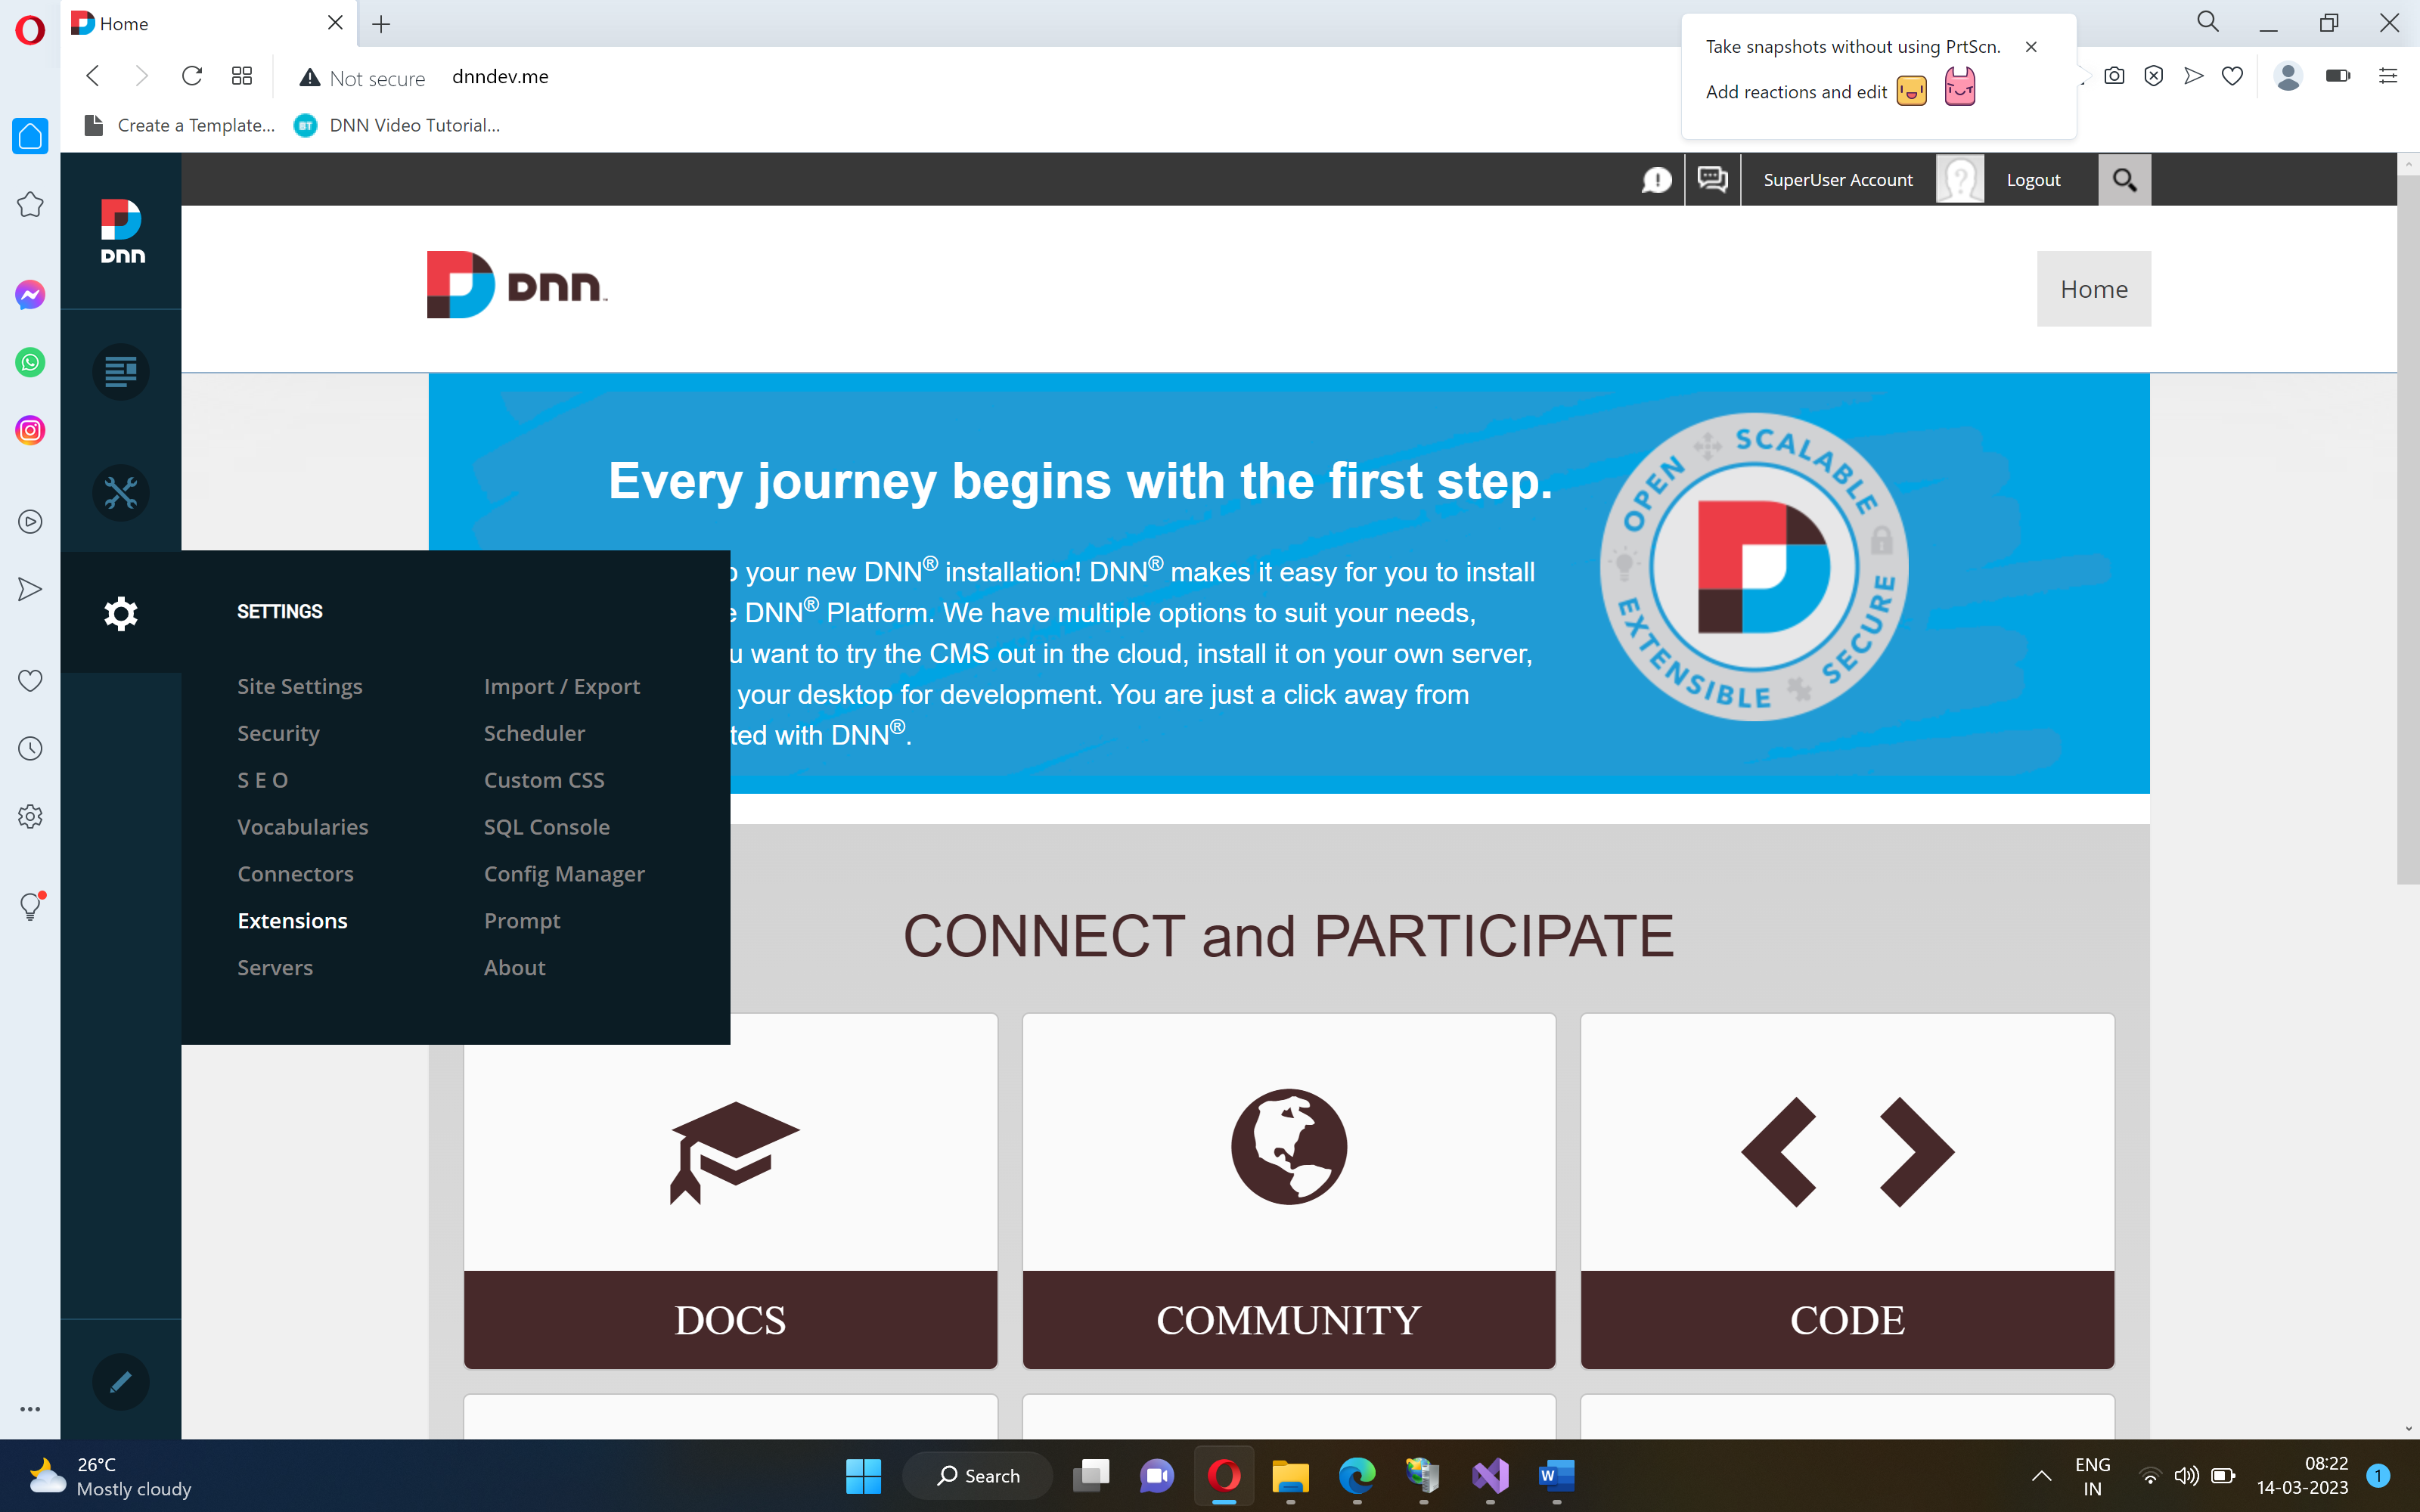 Home
Take snapshots without using PrtScn.
Add reactions and edit
Not secure dnndev.me
Create a Template...
BT DNN Video Tutorial...
SuperUser Account
Logout
DNN
DNN
Home
Every journey begins with the first step.
your new DNN® installation! DNN® makes it easy for you to install
DNN® Platform. We have multiple options to suit your needs,
want to try the CMS out in the cloud, install it on your own server,
your desktop for development. You are just a click away from
ted with DNN®.
OPEN SCALABLE SECURE EXTENSIBLE
SETTINGS
Site Settings
Security
S E O
Vocabularies
Connectors
Extensions
Servers
Import / Export
Scheduler
Custom CSS
SQL Console
Config Manager
Prompt
About
CONNECT and PARTICIPATE
DOCS
COMMUNITY
CODE
26°C
Mostly cloudy
Search
W
ENG
IN
08:22
14-03-2023
1